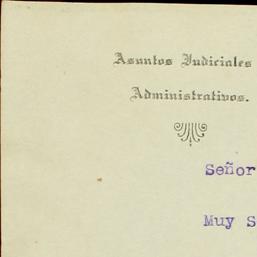 Asuntos Judiciales
Administrativos.
Señor
Muy S